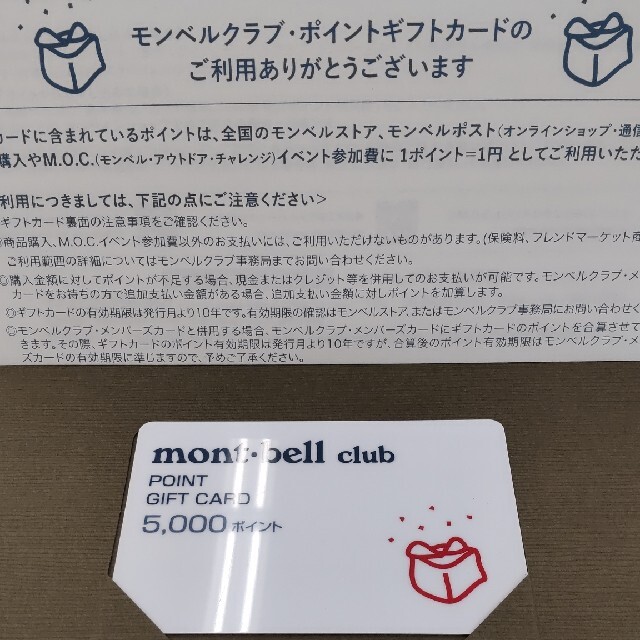 モンベルクラブ・ポイントギフトカードの
ご利用ありがとうございます
カードに含まれているポイントは、全国のモンベルストア、モンベルポスト(オンラインショップ・通信
購入やM.O.C.(モンベル・アウトドア・チャレンジ)イベント参加費に 1ポイント=1円 としてご利用いただ
利用につきましては、下記の点にご注意ください>
ギフトカード裏面の注意事項をご確認ください。
商品購入、M.O.C.イベント参加費以外のお支払いには、ご利用いただけないものがあります。(保険料、フレンドマーケット商
ご利用範囲の詳細についてはモンベルクラブ事務局までお問い合わせください。
◎購入金額に対してポイントが不足する場合、現金またはクレジット等を併用してのお支払いが可能です。モンベルクラブ・メ
カードをお持ちの方で追加支払い金額がある場合、追加支払い金額に対しポイントを加算します。
◎ギフトカードの有効期限は発行月より10年です。有効期限の確認はモンベルストア、またはモンベルクラブ事務局にお問い合わせく
◎モンベルクラブ・メンバーズカードと併用する場合、モンベルクラブ・メンバーズカードにギフトカードのポイントを合算させて
きます。その際、ギフトカードのポイント有効期限は発行月より10年ですが、合算後のポイント有効期限はモンベルクラブ・メ
ズカードの有効期限に準じますので、予めご了承ください。
mont·bell club
POINT
GIFT CARD
5,000ポイント